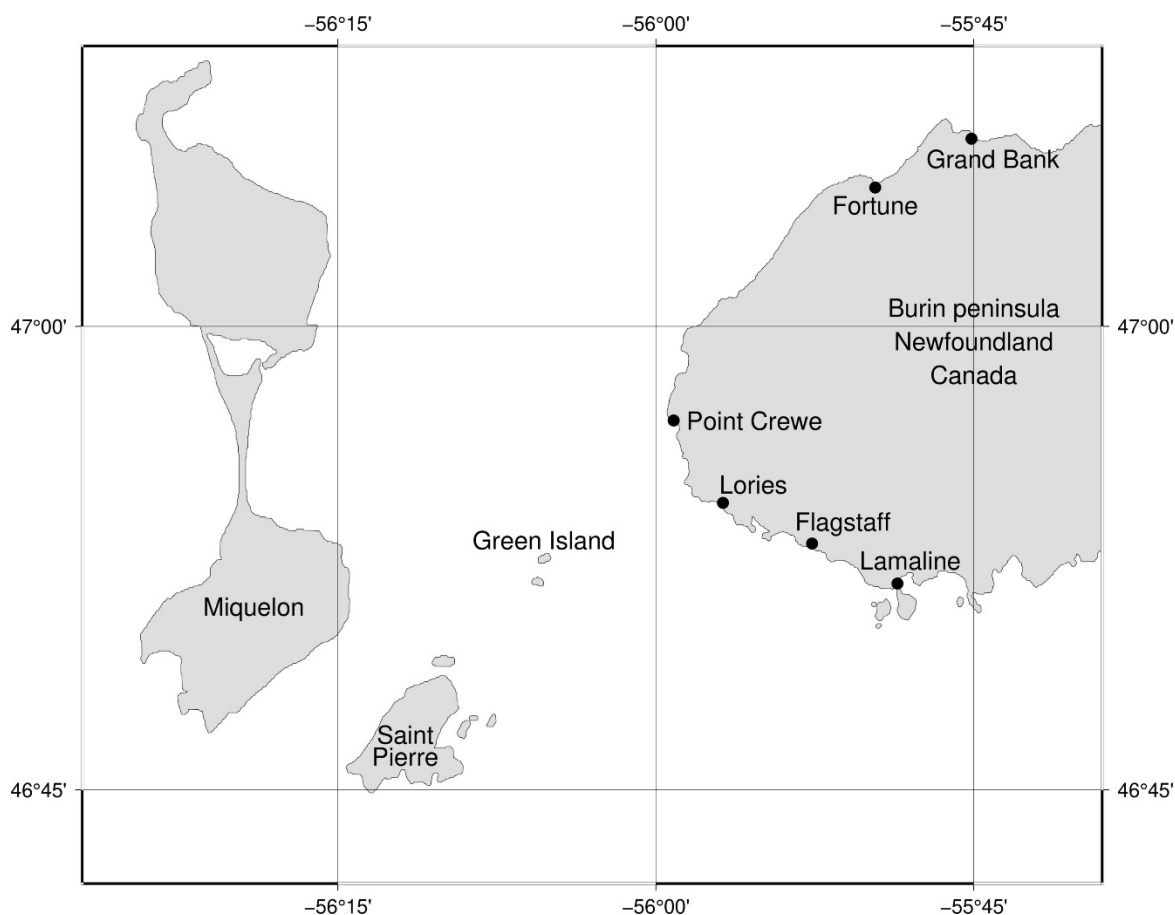 −56°15'
−56°00'
−55°45'
Grand Bank
Fortune
Burin peninsula
47°00'
47°00'
Newfoundland
Canada
Point Crewe
Lories
Flagstaff
Green Island
Lamaline
Miquelon
Saint
Pierre
46°45'
46°45'
−56°15'
−56°00'
−55°45'